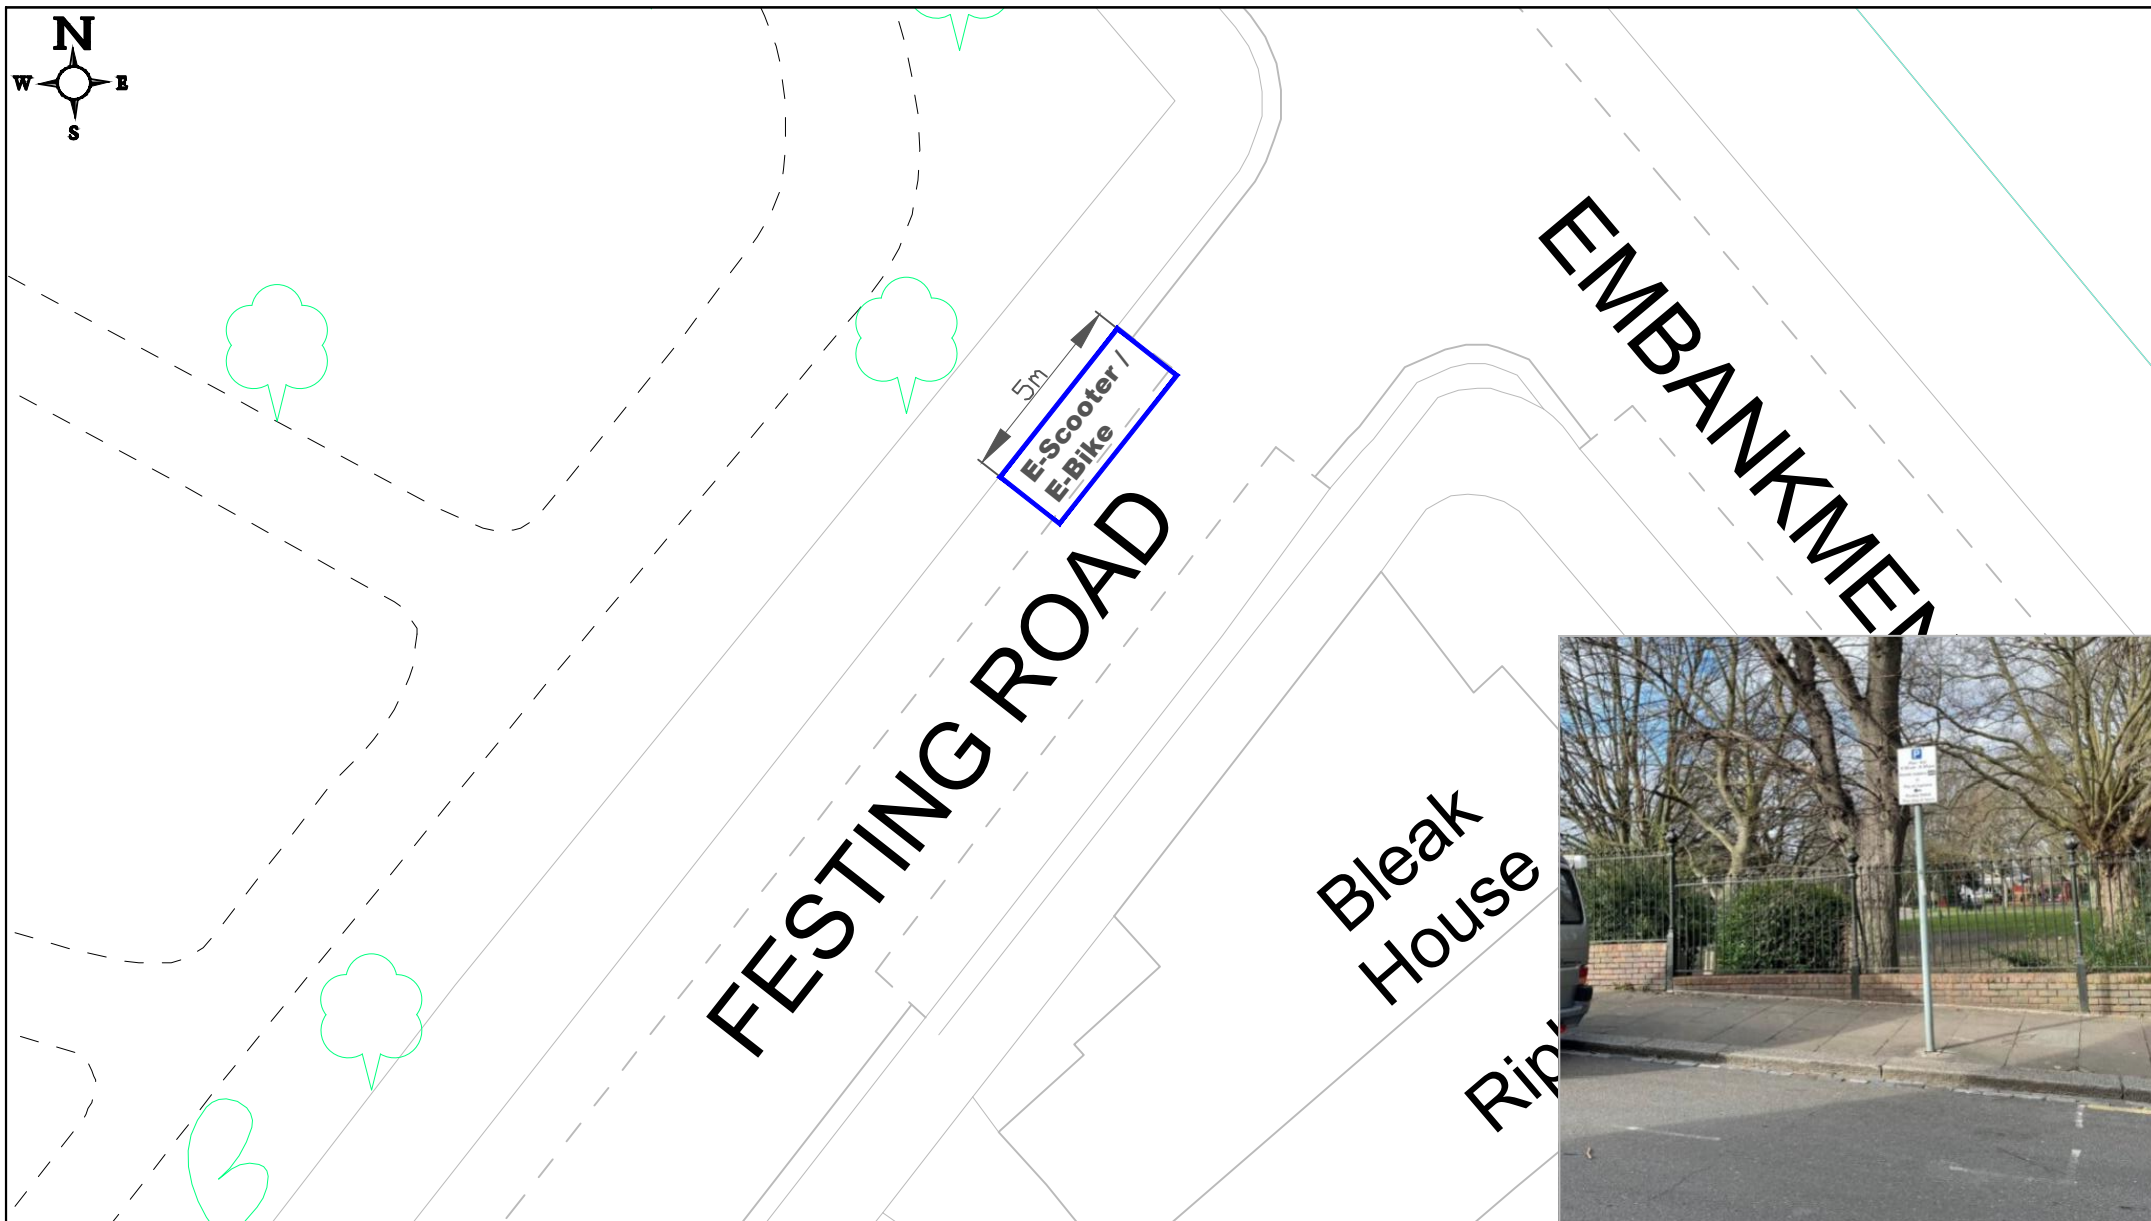 N
W E
S
EMBANKMEN
5m
E-Scooter /
E-Bike
FESTING ROAD
Bleak
House
Rip
P